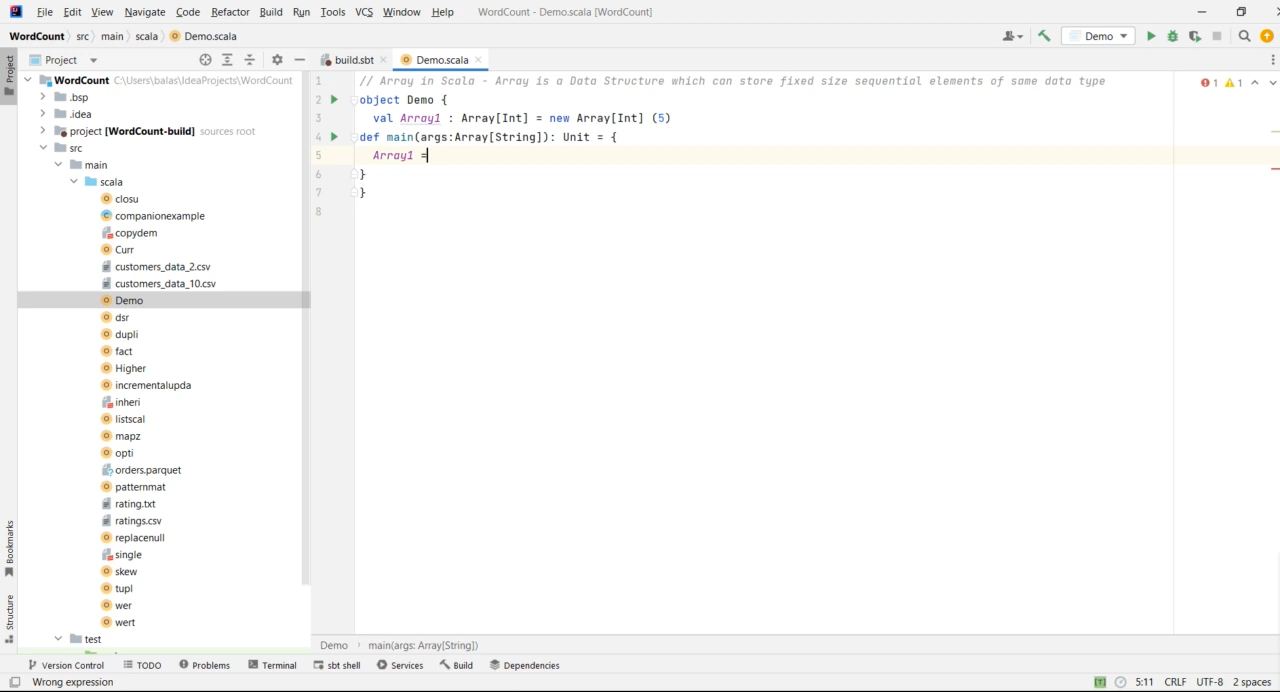 File Edit View Navigate Code Refactor Build Run Tools VCS Window Help WordCount - Demo.scala [WordCount]
WordCount src main scala Demo.scala Demo
Project build.sbt Demo.scala
Project
WordCount C:\Users\balas\IdeaProjects\WordCount
.bsp
.idea
project [WordCount-build] sources root
src
main
scala
closu
companionexample
copydem
Curr
customers_data_2.csv
customers_data_10.csv
Demo
dsr
dupli
fact
Higher
incrementalupda
inheri
listscal
mapz
opti
orders.parquet
patternmat
rating.txt
ratings.csv
replacenull
single
skew
tupl
wer
wert
test
1 // Array in Scala - Array is a Data Structure which can store fixed size sequential elements of same data type
2 object Demo {
3 val Array1 : Array[Int] = new Array[Int] (5)
4 def main(args:Array[String]): Unit = {
5 Array1 =
6 }
7 }
8
1 1
Bookmarks
Structure
Demo main(args: Array[String])
Version Control TODO Problems Terminal sbt shell Services Build Dependencies
Wrong expression 5:11 CRLF UTF-8 2 spaces